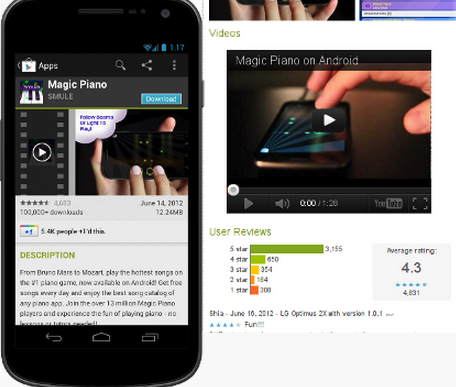 1:17
Apps
Magic Piano
SMULE
Download
Follow Beams
of Light To
Play!
4,683
100,000+ downloads
June 14, 2012
12.24MB
+1
5.4K people +1'd this.
DESCRIPTION
From Bruno Mars to Mozart, play the hottest songs on
the #1 piano game, now available on Android! Get free
songs every day and enjoy the best song catalog of
any piano app. Join the over 13 million Magic Piano
players and experience the fun of playing piano - no
lessons or tutors needed!
Videos
Magic Piano on Android
0:00 / 1:28
YouTube
User Reviews
5 star 3,155
4 star 650
3 star 354
2 star 164
1 star 308
Average rating:
4.3
4,631
Shia - June 16, 2012 - LG Optimus 2X with version 1.0.1
Fun!!!